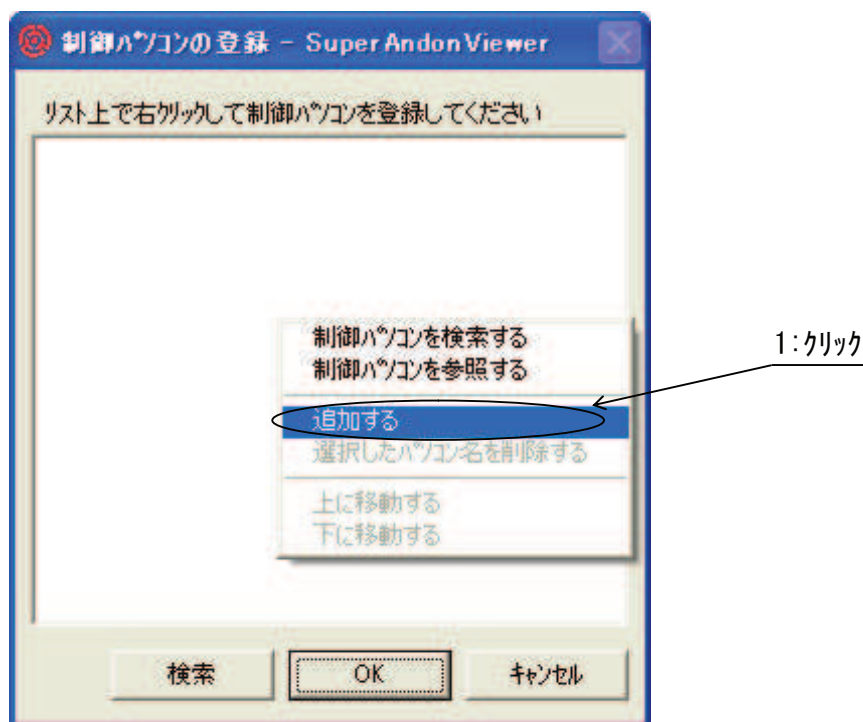 制御ﾊﾟｿｺﾝの登録 - SuperAndonViewer
ﾘｽﾄ上で右ｸﾘｯｸして制御ﾊﾟｿｺﾝを登録してください
制御ﾊﾟｿｺﾝを検索する
制御ﾊﾟｿｺﾝを参照する
1:ｸﾘｯｸ
追加する
選択したﾊﾟｿｺﾝ名を削除する
上に移動する
下に移動する
検索 OK ｷｬﾝｾﾙ